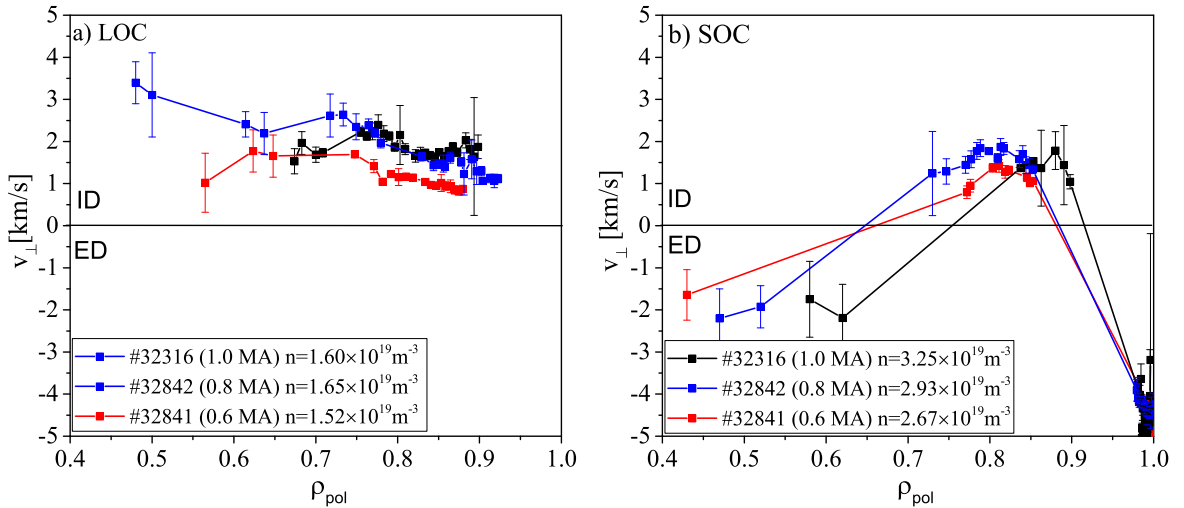 a) LOC
5
4
3
2
1
0
-1
-2
-3
-4
-5
v⊥[km/s]
ID
ED
#32316 (1.0 MA) n=1.60×10¹⁹m⁻³
#32842 (0.8 MA) n=1.65×10¹⁹m⁻³
#32841 (0.6 MA) n=1.52×10¹⁹m⁻³
0.4 0.5 0.6 0.7 0.8 0.9 1.0
ρpol
b) SOC
5
4
3
2
1
0
-1
-2
-3
-4
-5
v⊥[km/s]
ID
ED
#32316 (1.0 MA) n=3.25×10¹⁹m⁻³
#32842 (0.8 MA) n=2.93×10¹⁹m⁻³
#32841 (0.6 MA) n=2.67×10¹⁹m⁻³
0.4 0.5 0.6 0.7 0.8 0.9 1.0
ρpol